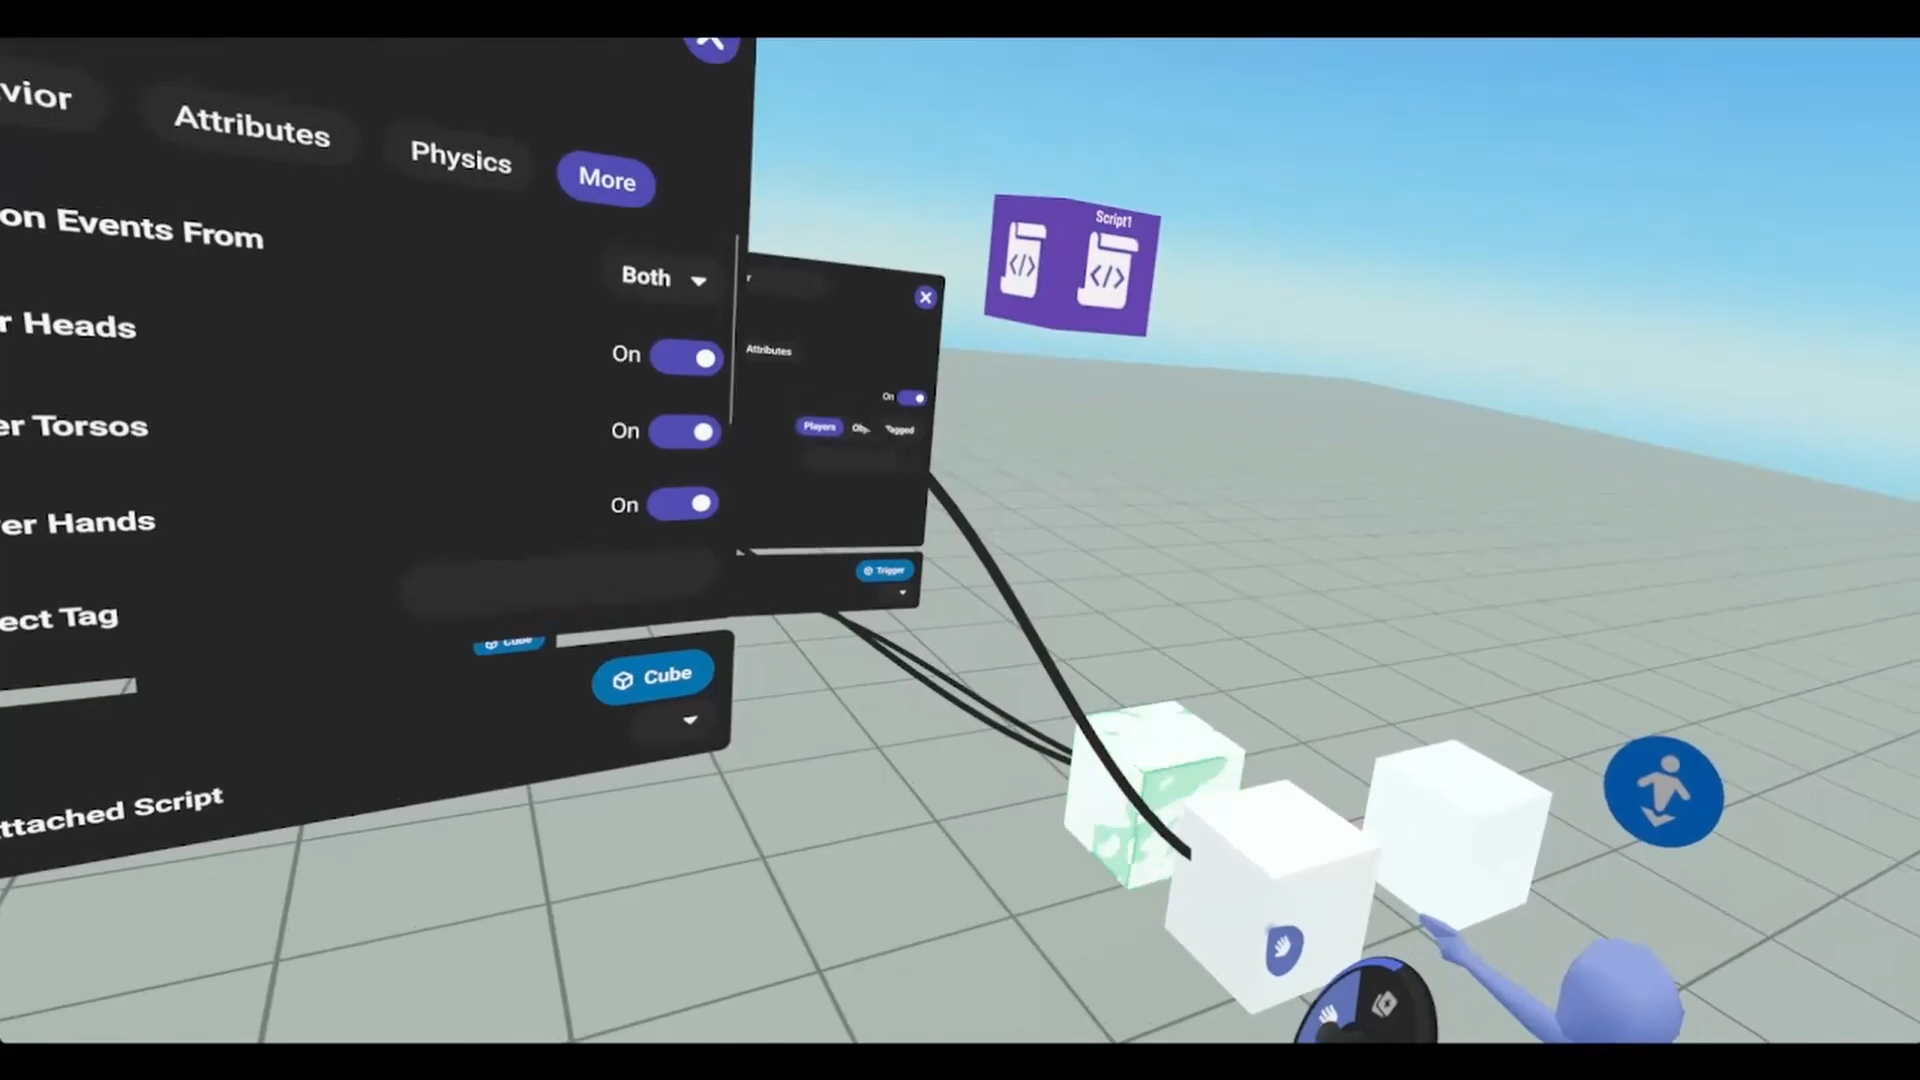 vior
Attributes
Physics
More
on Events From
Both
r Heads
On
er Torsos
On
er Hands
On
ect Tag
Cube
Cube
ttached Script
r
Attributes
On
Players
Tagged
Trigger
Script1